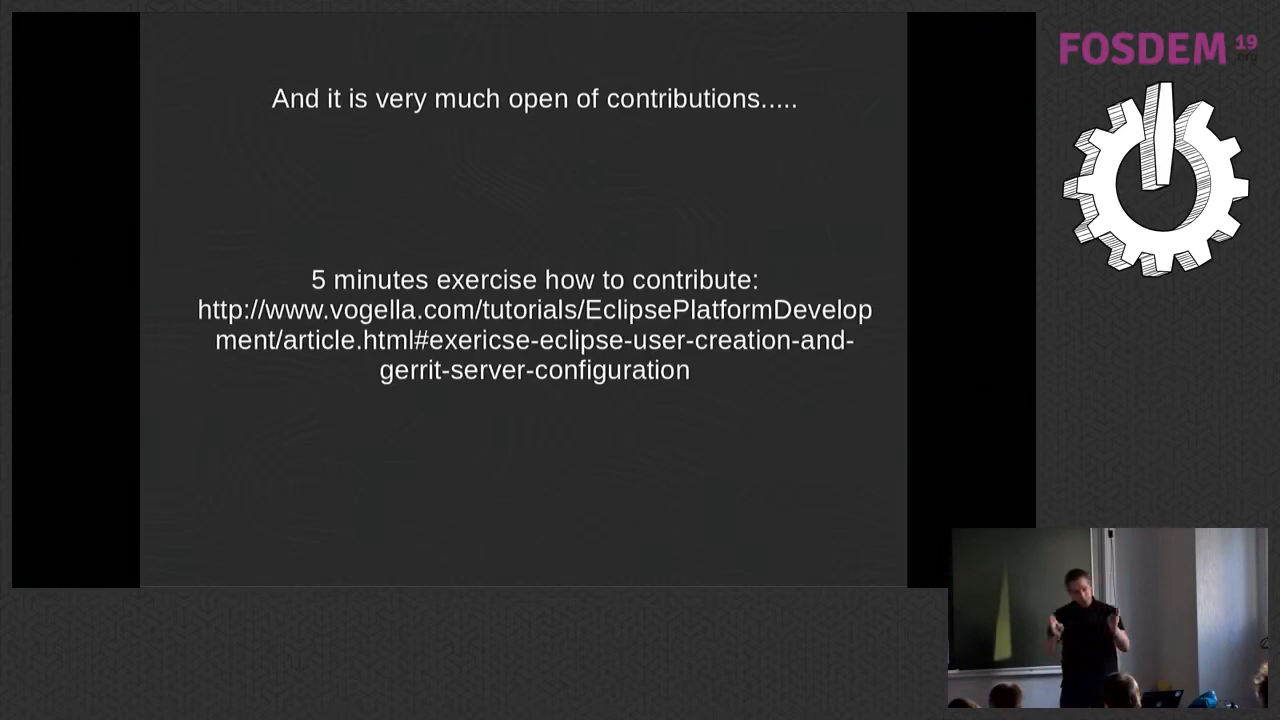 And it is very much open of contributions.....
5 minutes exercise how to contribute:
http://www.vogella.com/tutorials/EclipsePlatformDevelop
ment/article.html#exericse-eclipse-user-creation-and-
gerrit-server-configuration
FOSDEM 19
.org